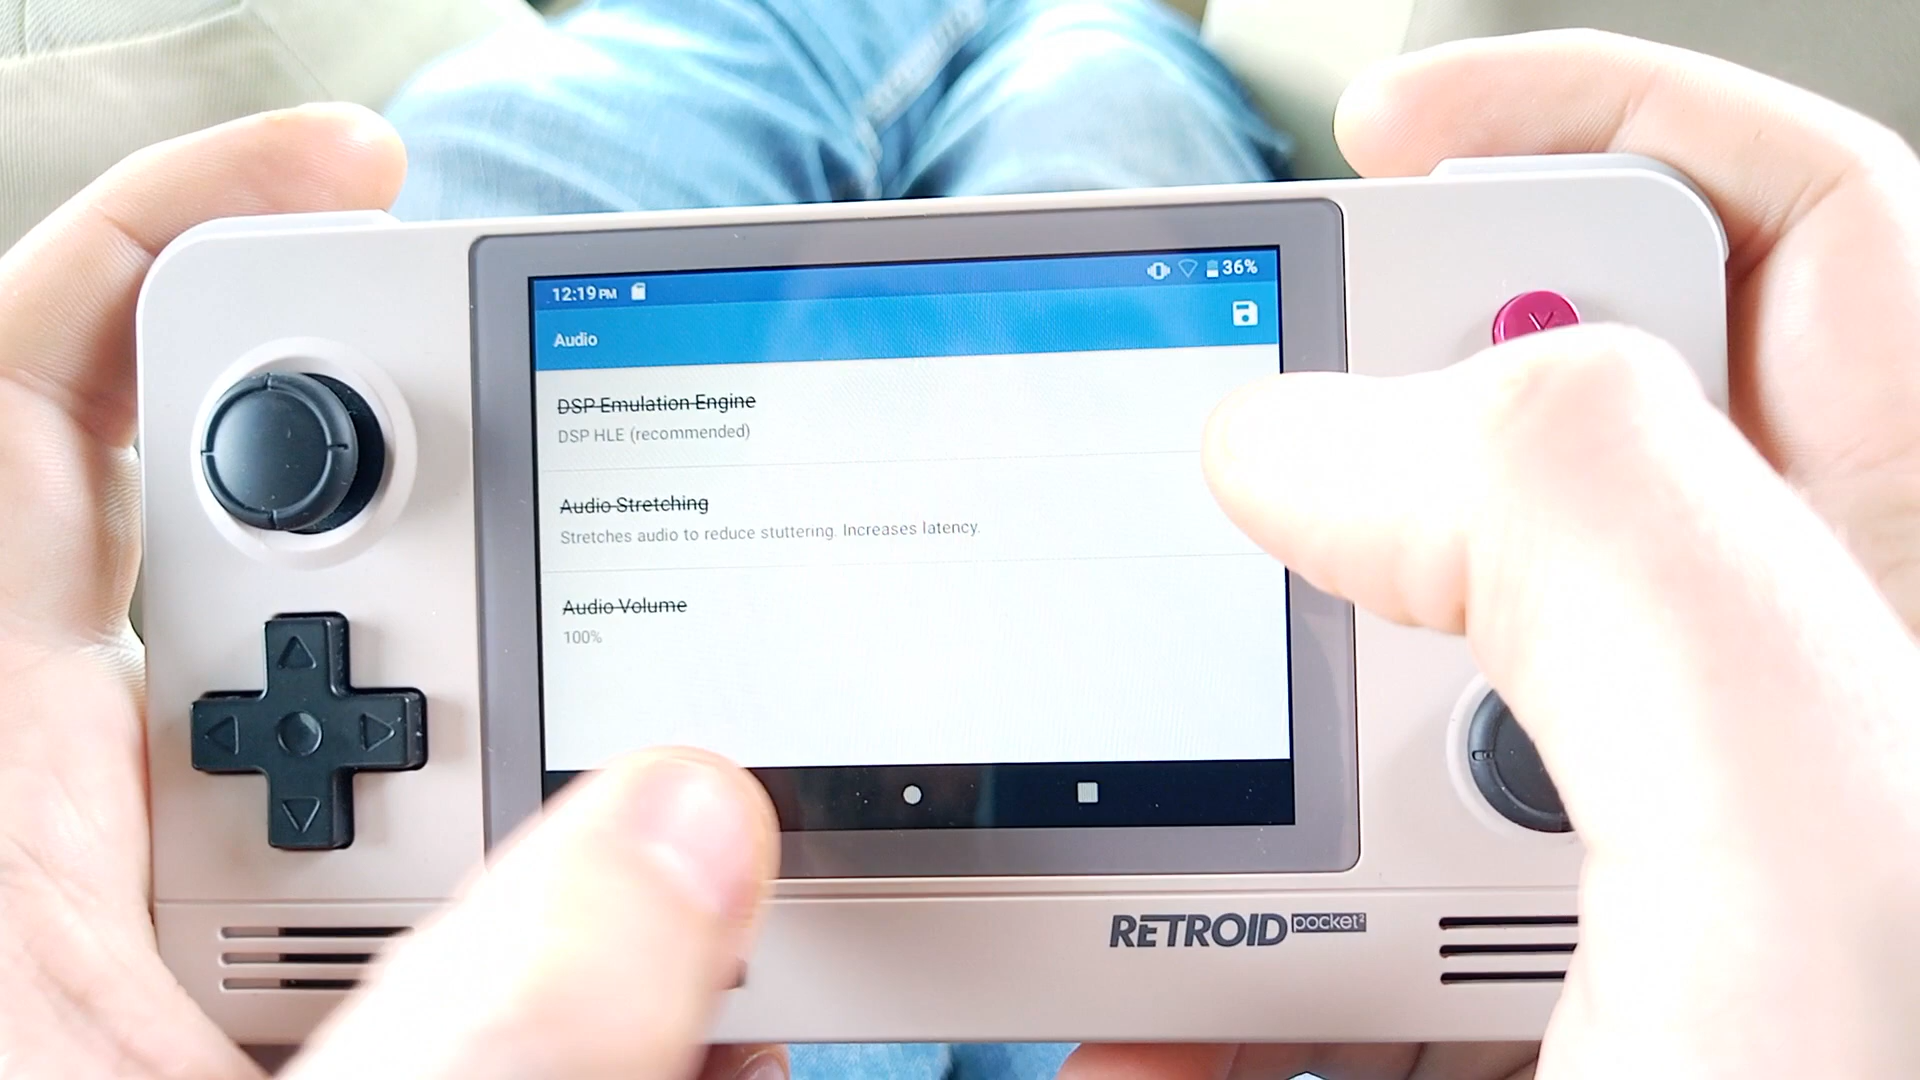 12:19 PM
36%
Audio
DSP Emulation Engine
DSP HLE (recommended)
Audio Stretching
Stretches audio to reduce stuttering. Increases latency.
Audio Volume
100%
Y
RETROID pocket²